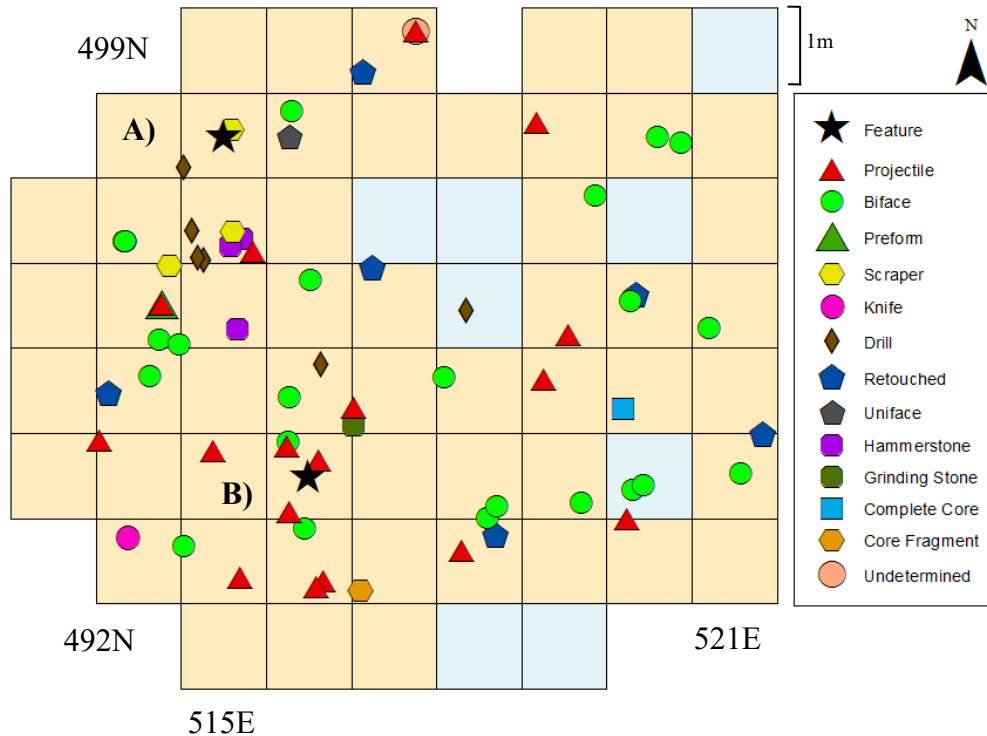 499N
1m
N
A)
Feature
Projectile
Biface
Preform
Scraper
Knife
Drill
Retouched
Uniface
Hammerstone
Grinding Stone
Complete Core
Core Fragment
Undetermined
B)
492N
521E
515E